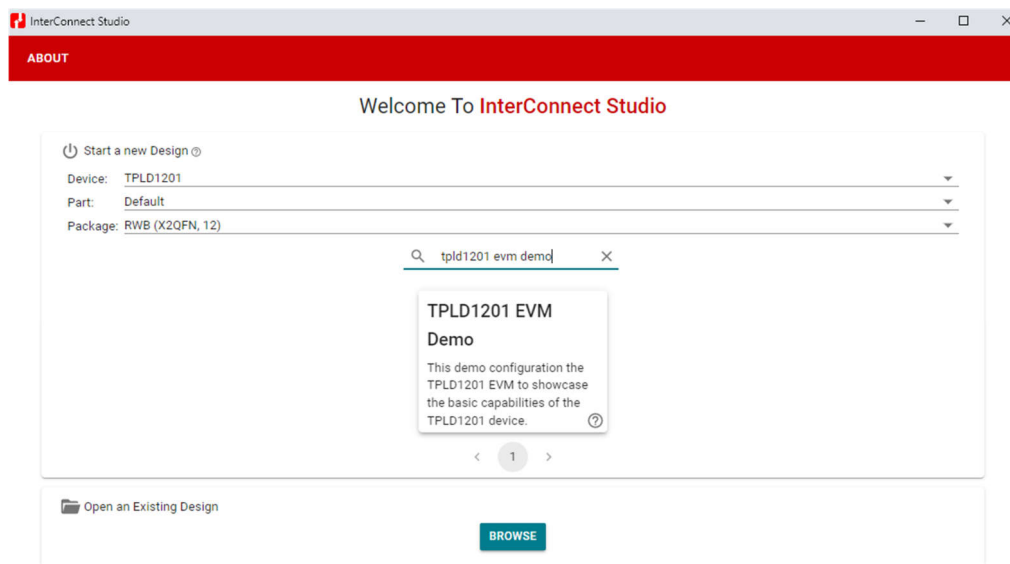 InterConnect Studio
ABOUT
Welcome To InterConnect Studio
Start a new Design
Device: TPLD1201
Part: Default
Package: RWB (X2QFN, 12)
tpld1201 evm demo
TPLD1201 EVM
Demo
This demo configuration the
TPLD1201 EVM to showcase
the basic capabilities of the
TPLD1201 device.
1
Open an Existing Design
BROWSE